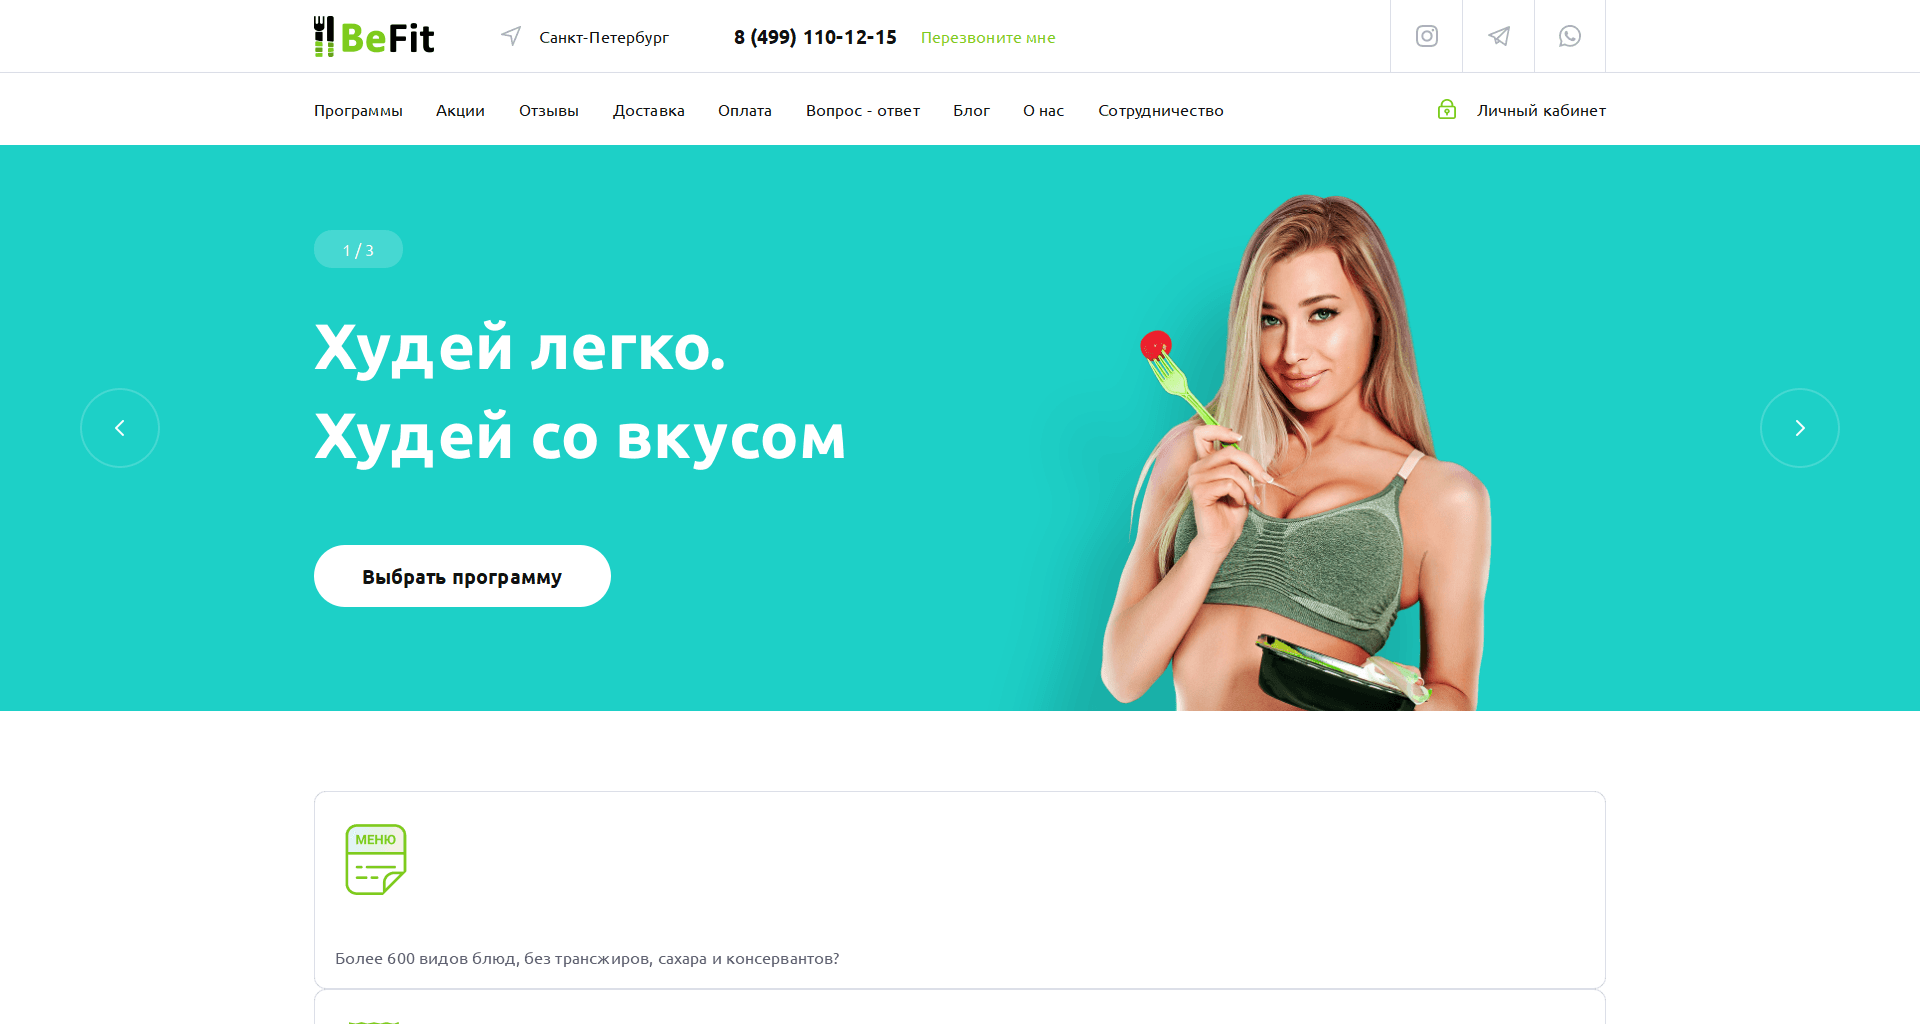 BeFit
Санкт-Петербург
8 (499) 110-12-15
Перезвоните мне
Программы
Акции
Отзывы
Доставка
Оплата
Вопрос - ответ
Блог
О нас
Сотрудничество
Личный кабинет
1 / 3
Худей легко.
Худей со вкусом
Выбрать программу
МЕНЮ
Более 600 видов блюд, без трансжиров, сахара и консервантов?